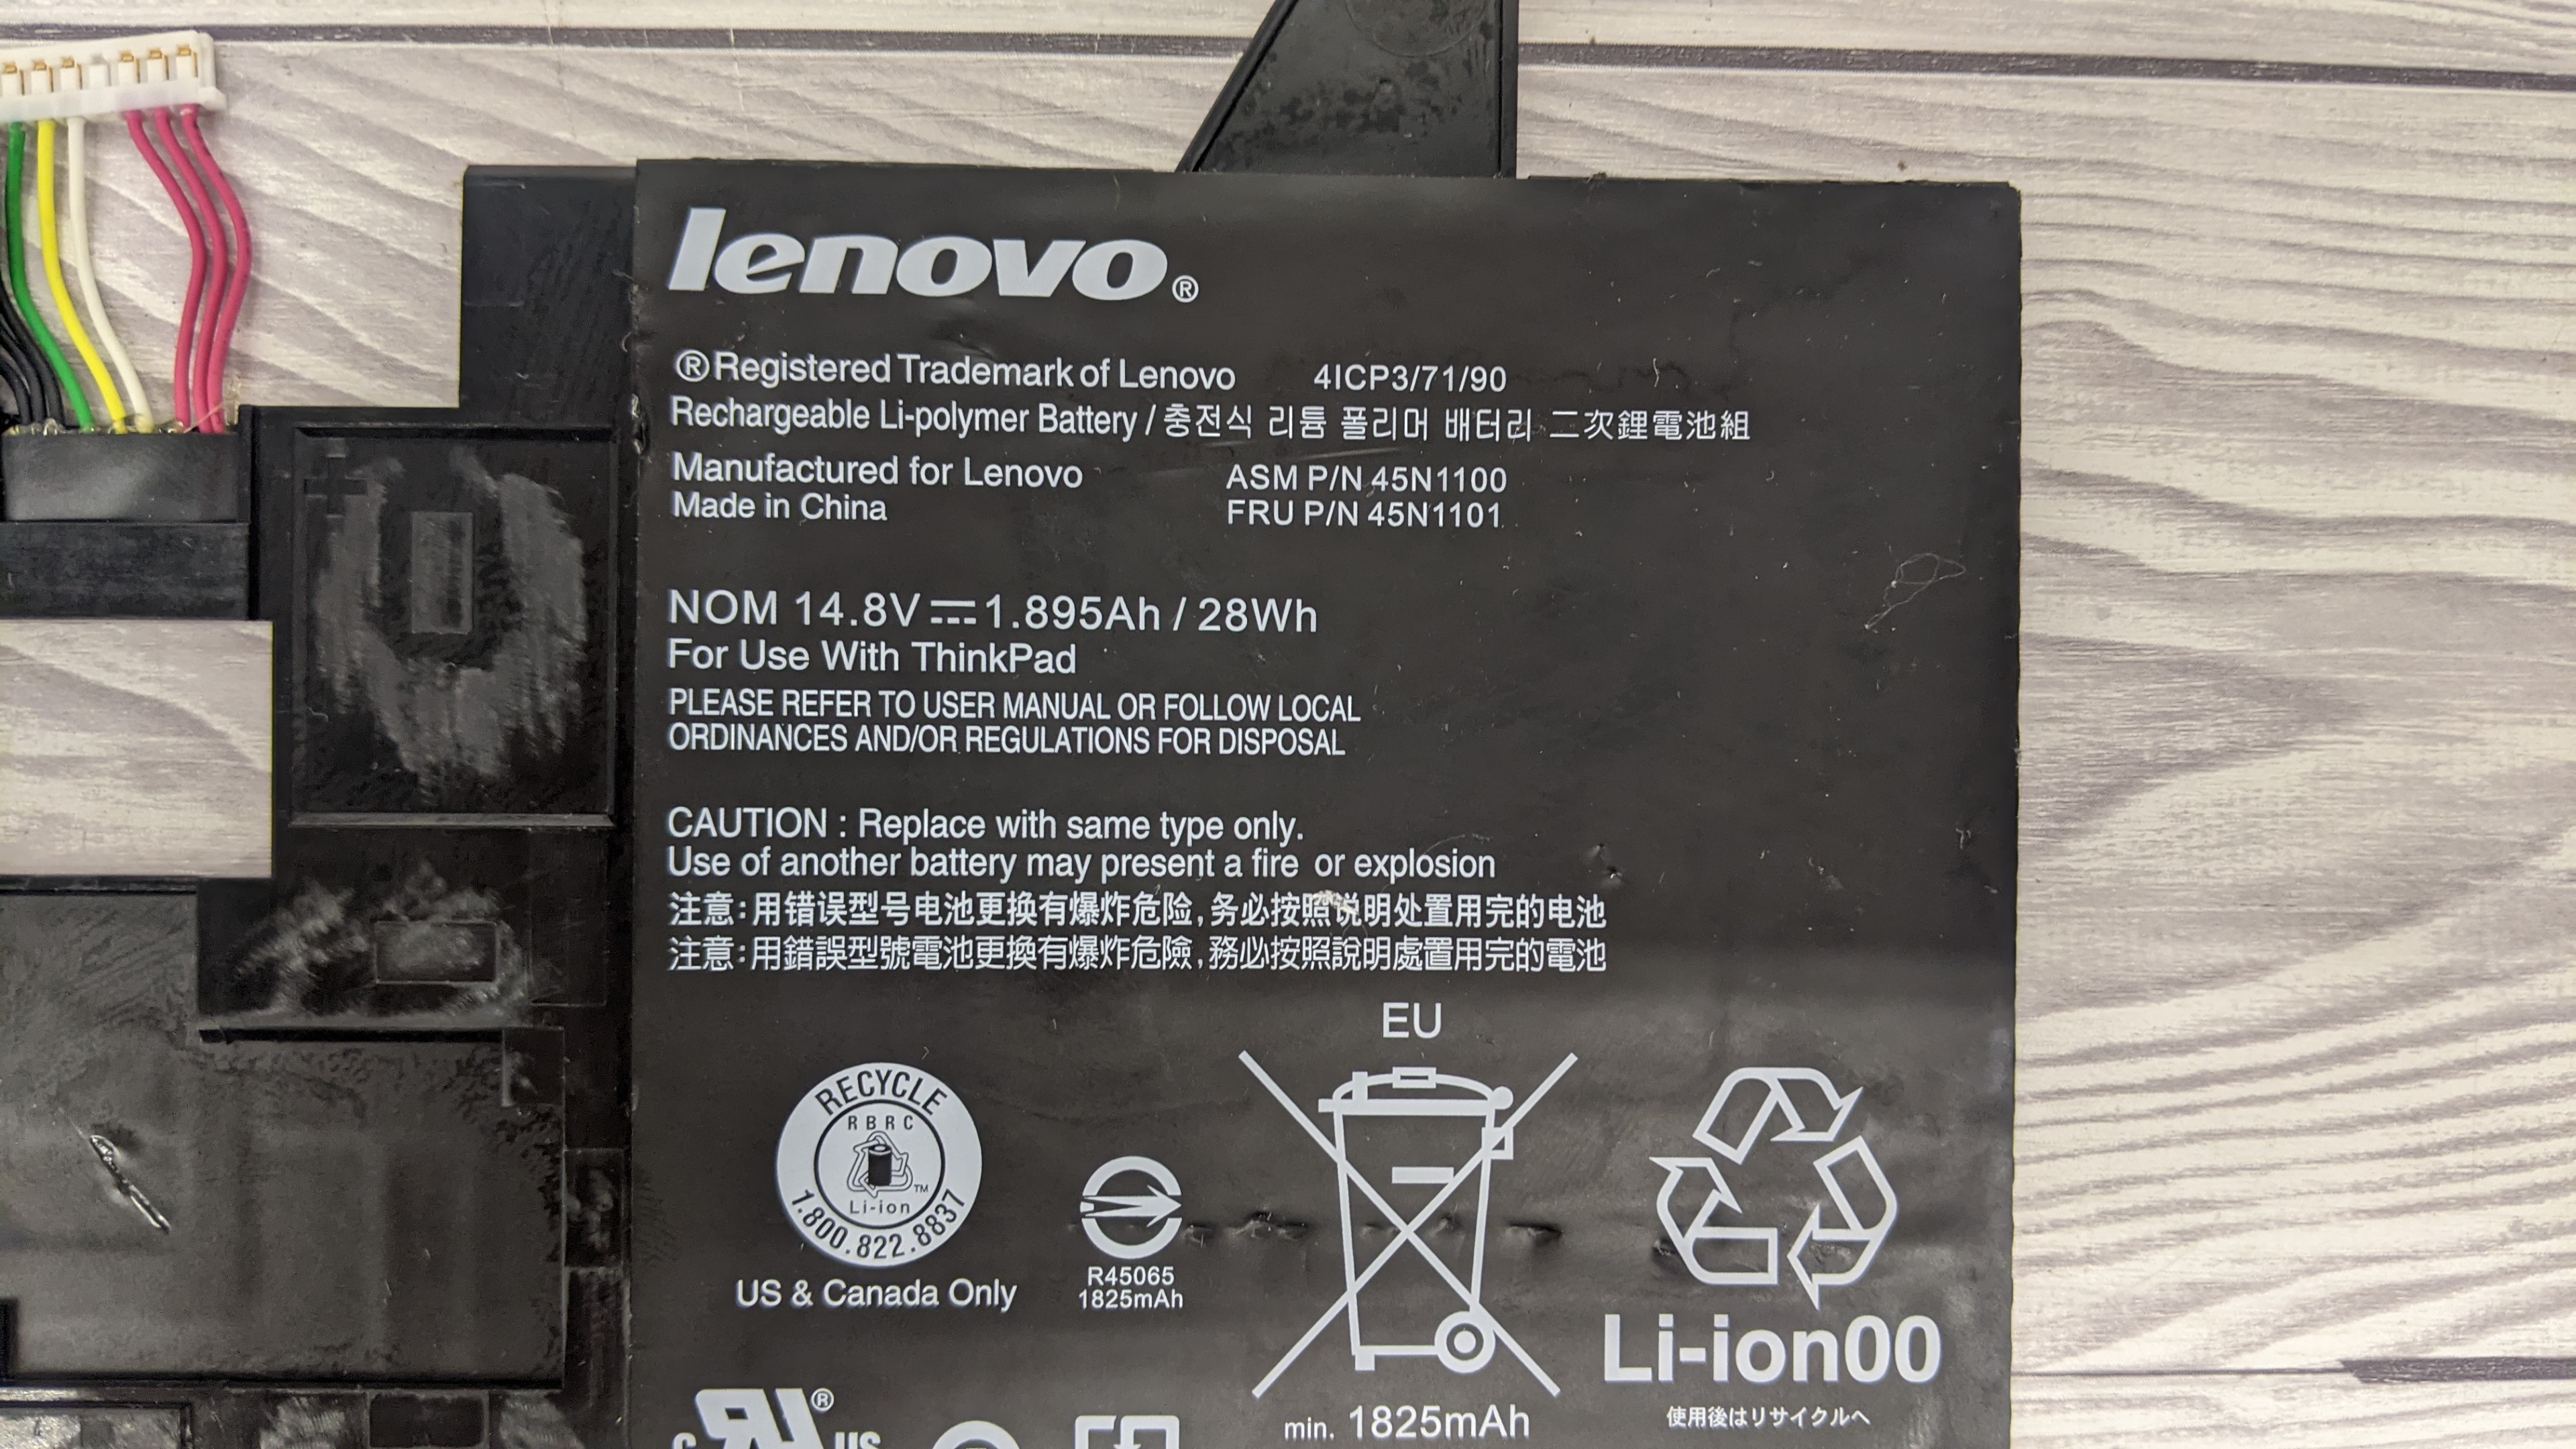 lenovo®
®Registered Trademark of Lenovo 4ICP3/71/90
Rechargeable Li-polymer Battery / 충전식 리튬 폴리머 배터리 二次鋰電池組
Manufactured for Lenovo ASM P/N 45N1100
Made in China FRU P/N 45N1101
NOM 14.8V⎓1.895Ah / 28Wh
For Use With ThinkPad
PLEASE REFER TO USER MANUAL OR FOLLOW LOCAL
ORDINANCES AND/OR REGULATIONS FOR DISPOSAL
CAUTION : Replace with same type only.
Use of another battery may present a fire or explosion
注意:用错误型号电池更换有爆炸危险,务必按照说明处置用完的电池
注意:用錯誤型號電池更換有爆炸危險,務必按照說明處置用完的電池
EU
RECYCLE
RBRC
TM
Li-ion
1.800.822.8837
US & Canada Only
R45065
1825mAh
min. 1825mAh
Li-ion00
使用後はリサイクルへ
c RU ® US